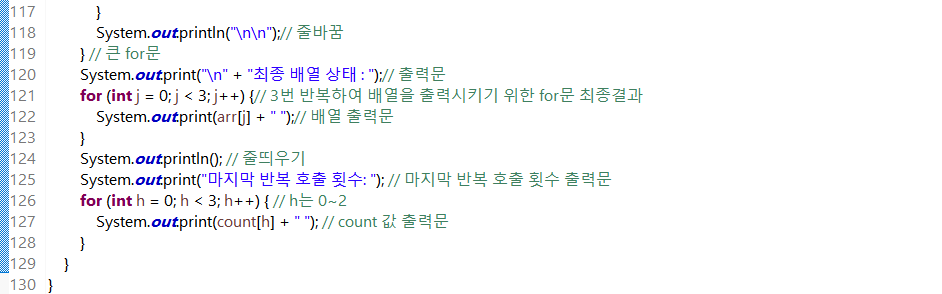 117 }
118 System.out.println("\n\n");// 줄바꿈
119 } // 큰 for문
120 System.out.print("\n" + "최종 배열 상태 : ");// 출력문
121 for (int j = 0; j < 3; j++) {// 3번 반복하여 배열을 출력시키기 위한 for문 최종결과
122 System.out.print(arr[j] + " ");// 배열 출력문
123 }
124 System.out.println(); // 줄띄우기
125 System.out.print("마지막 반복 호출 횟수: "); // 마지막 반복 호출 횟수 출력문
126 for (int h = 0; h < 3; h++) { // h는 0~2
127 System.out.print(count[h] + " "); // count 값 출력문
128 }
129 }
130 }